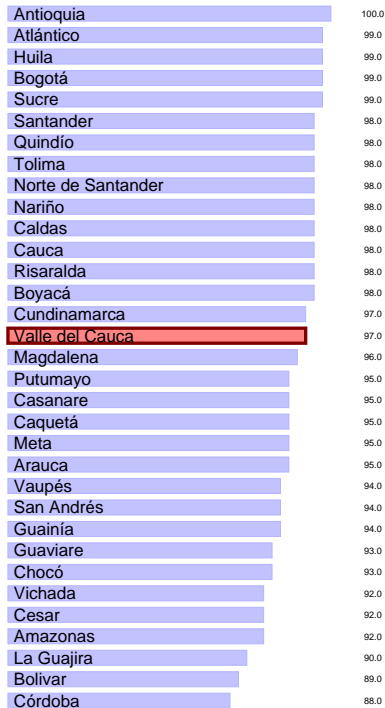 Antioquia 100.0
Atlántico 99.0
Huila 99.0
Bogotá 99.0
Sucre 99.0
Santander 98.0
Quindío 98.0
Tolima 98.0
Norte de Santander 98.0
Nariño 98.0
Caldas 98.0
Cauca 98.0
Risaralda 98.0
Boyacá 98.0
Cundinamarca 97.0
Valle del Cauca 97.0
Magdalena 96.0
Putumayo 95.0
Casanare 95.0
Caquetá 95.0
Meta 95.0
Arauca 95.0
Vaupés 94.0
San Andrés 94.0
Guainía 94.0
Guaviare 93.0
Chocó 93.0
Vichada 92.0
Cesar 92.0
Amazonas 92.0
La Guajira 90.0
Bolivar 89.0
Córdoba 88.0